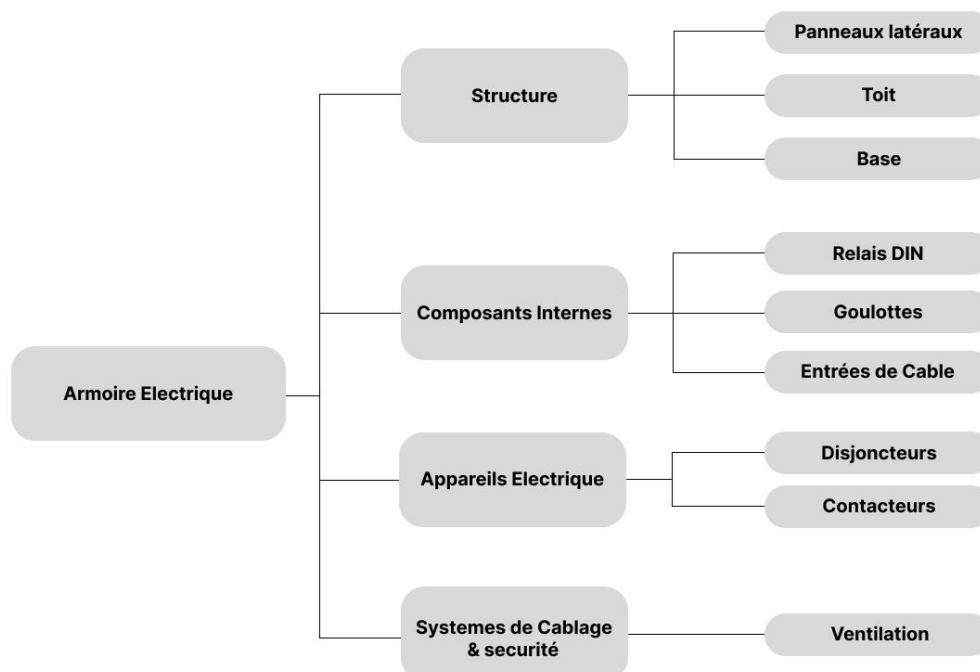 Panneaux latéraux
Structure
Toit
Base
Relais DIN
Composants Internes
Goulottes
Entrées de Cable
Armoire Electrique
Disjoncteurs
Appareils Electrique
Contacteurs
Systemes de Cablage
& securité
Ventilation